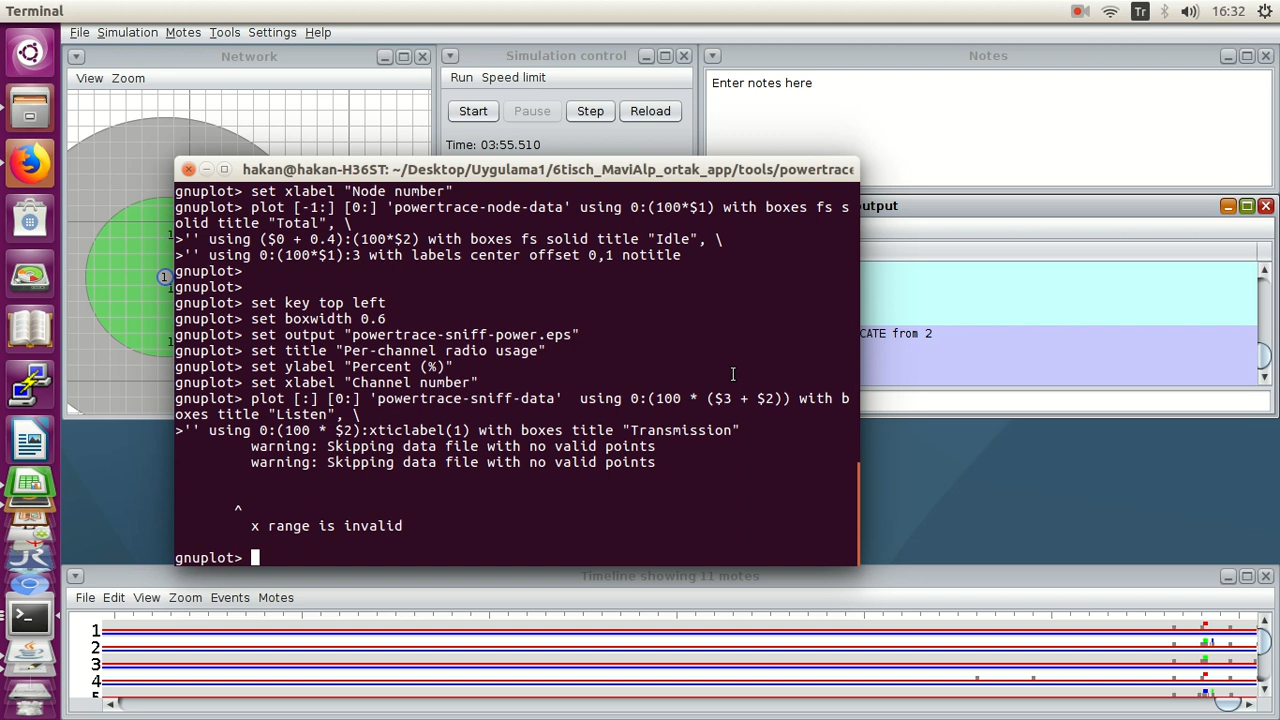 Terminal
Tr
16:32
File Simulation Motes Tools Settings Help
Network
View Zoom
1
Simulation control
Run Speed limit
Start Pause Step Reload
Time: 03:55.510
Notes
Enter notes here
output
CATE from 2
hakan@hakan-H36ST: ~/Desktop/Uygulama1/6tisch_MaviAlp_ortak_app/tools/powertrace
gnuplot> set xlabel "Node number"
gnuplot> plot [-1:] [0:] 'powertrace-node-data' using 0:(100*$1) with boxes fs s
olid title "Total", \
>'' using ($0 + 0.4):(100*$2) with boxes fs solid title "Idle", \
>'' using 0:(100*$1):3 with labels center offset 0,1 notitle
gnuplot>
gnuplot>
gnuplot> set key top left
gnuplot> set boxwidth 0.6
gnuplot> set output "powertrace-sniff-power.eps"
gnuplot> set title "Per-channel radio usage"
gnuplot> set ylabel "Percent (%)"
gnuplot> set xlabel "Channel number"
gnuplot> plot [:] [0:] 'powertrace-sniff-data'  using 0:(100 * ($3 + $2)) with b
oxes title "Listen", \
>'' using 0:(100 * $2):xticlabel(1) with boxes title "Transmission"
warning: Skipping data file with no valid points
warning: Skipping data file with no valid points
^
x range is invalid
gnuplot>
Timeline showing 11 motes
File Edit View Zoom Events Motes
1
2
3
4
5